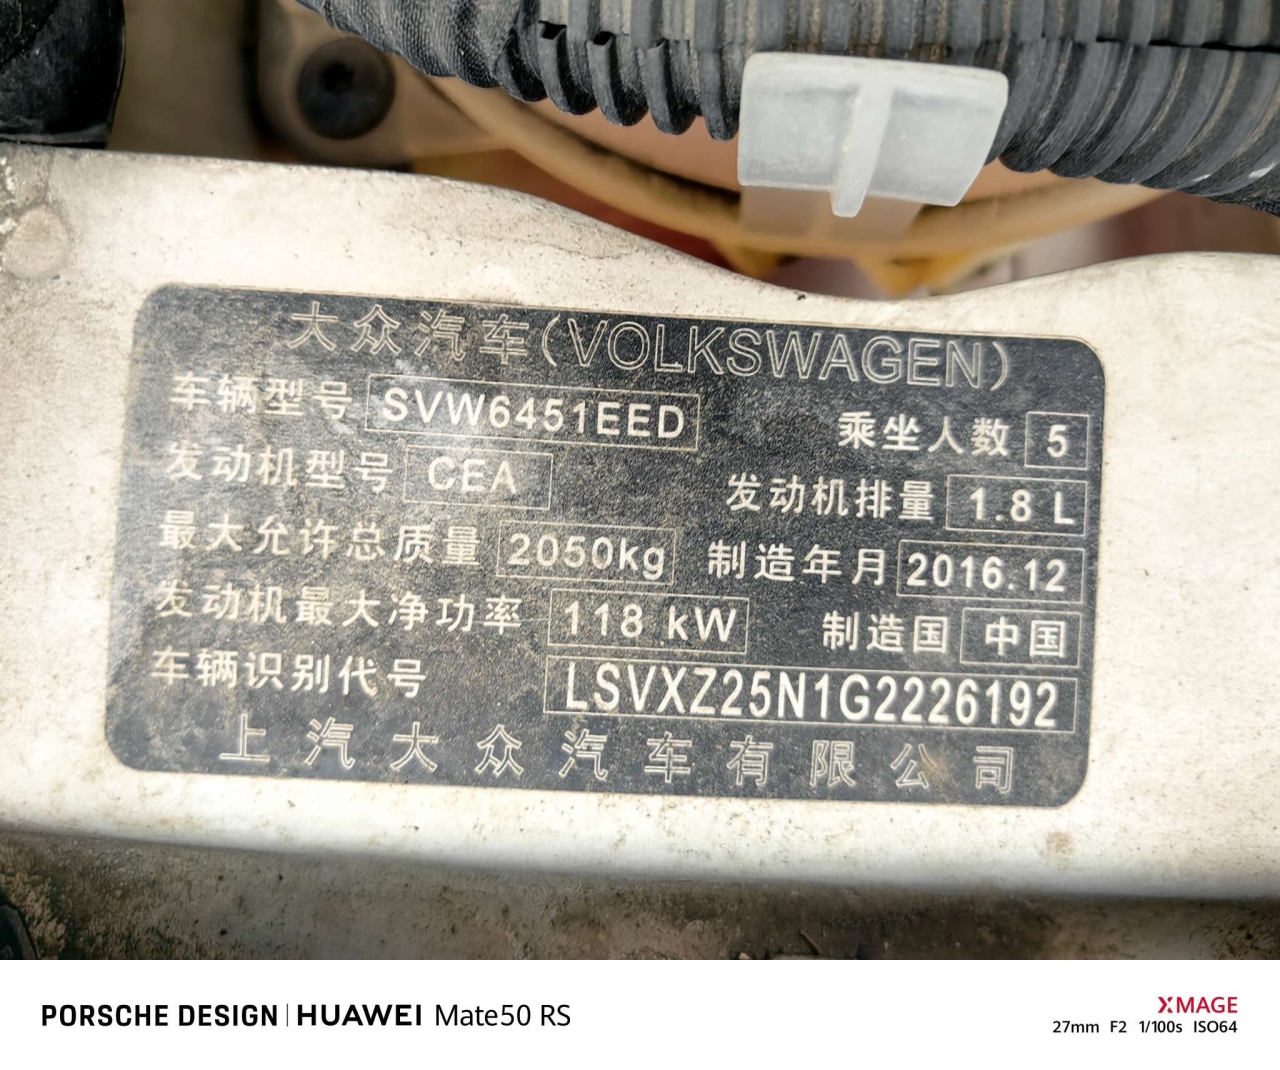 大众汽车(VOLKSWAGEN)
车辆型号 SVW6451EED 乘坐人数 5
发动机型号 CEA 发动机排量 1.8 L
最大允许总质量 2050kg 制造年月 2016.12
发动机最大净功率 118 kW 制造国 中国
车辆识别代号 LSVXZ25N1G2226192
上汽大众汽车有限公司
PORSCHE DESIGN | HUAWEI Mate50 RS
XMAGE
27mm F2 1/100s ISO64